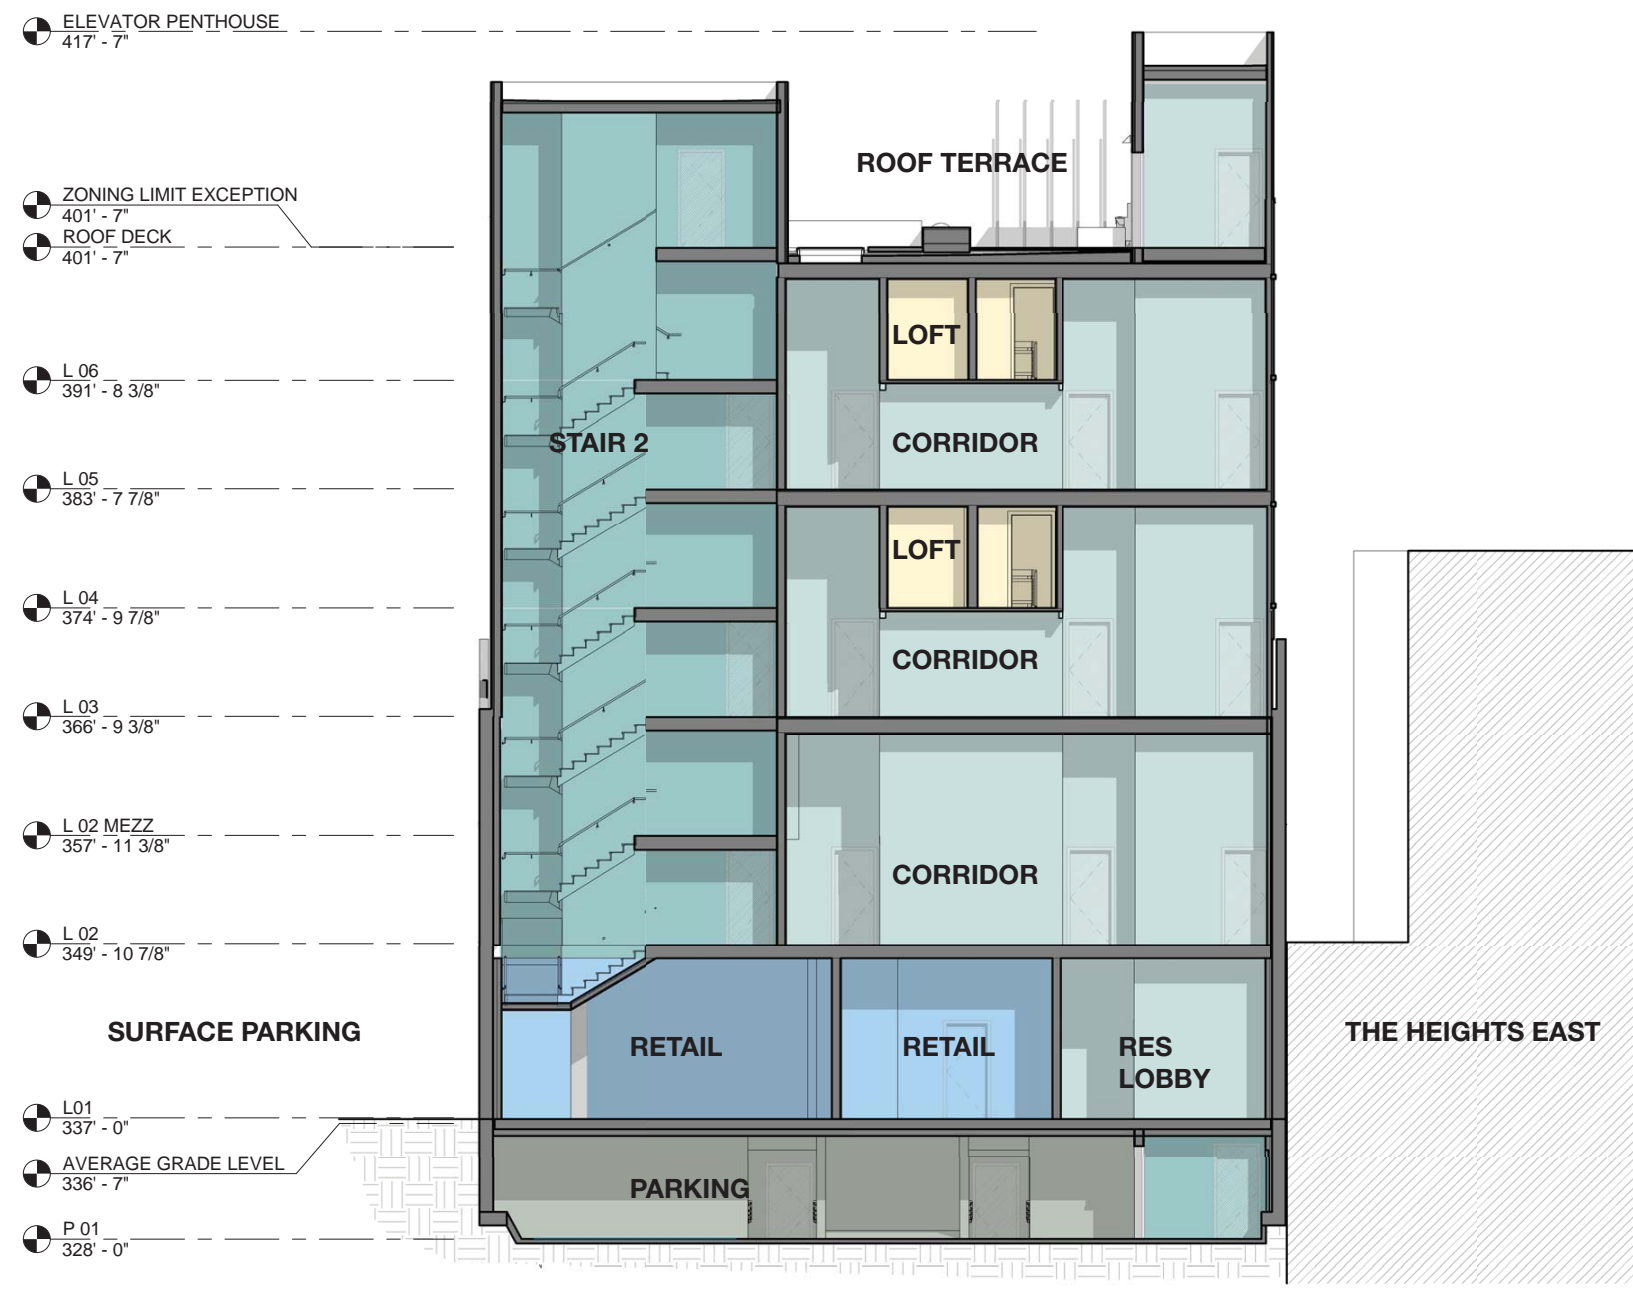 ELEVATOR PENTHOUSE
417' - 7"
ROOF TERRACE
ZONING LIMIT EXCEPTION
401' - 7"
ROOF DECK
401' - 7"
LOFT
L 06
391' - 8 3/8"
STAIR 2
CORRIDOR
L 05
383' - 7 7/8"
LOFT
L 04
374' - 9 7/8"
CORRIDOR
L 03
366' - 9 3/8"
L 02 MEZZ
357' - 11 3/8"
CORRIDOR
L 02
349' - 10 7/8"
SURFACE PARKING
RETAIL
RETAIL
RES
LOBBY
THE HEIGHTS EAST
L01
337' - 0"
AVERAGE GRADE LEVEL
336' - 7"
PARKING
P 01
328' - 0"